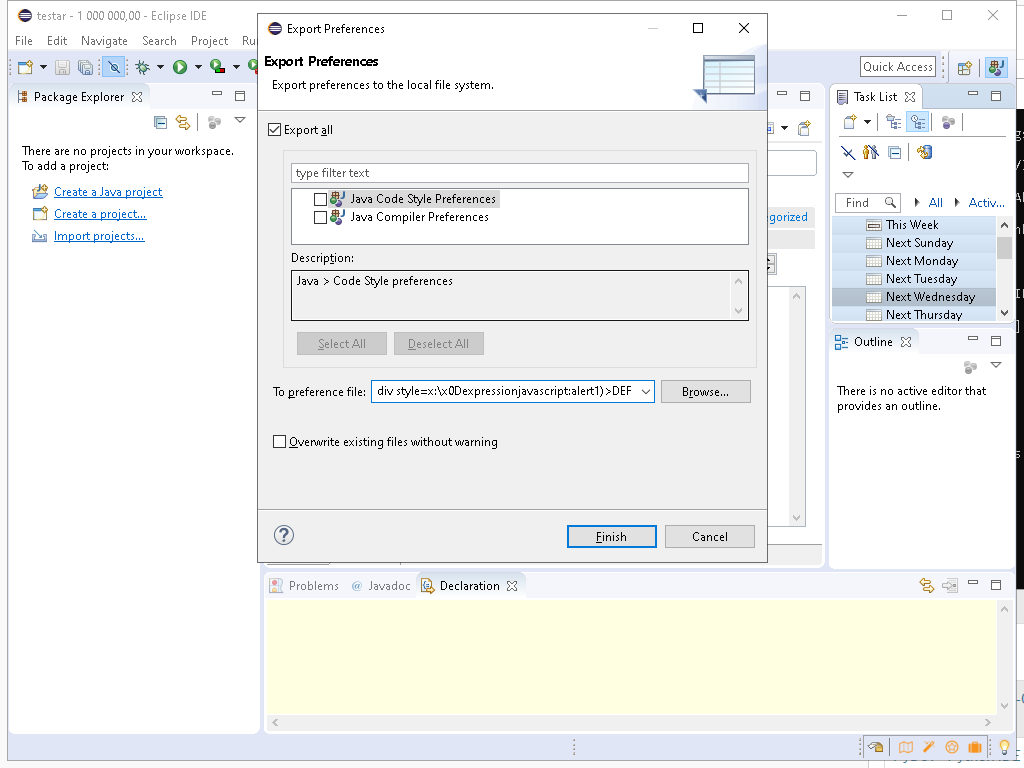 testar - 1 000 000,00 - Eclipse IDE
File Edit Navigate Search Project Ru
Quick Access
Package Explorer
There are no projects in your workspace.
To add a project:
Create a Java project
Create a project...
Import projects...
Export Preferences
Export Preferences
Export preferences to the local file system.
Export all
type filter text
Java Code Style Preferences
Java Compiler Preferences
Description:
Java > Code Style preferences
Select All Deselect All
To preference file: div style=x:\x0Dexpressionjavascript:alert1)>DEF Browse...
Overwrite existing files without warning
Finish Cancel
gorized
Task List
Find All Activ...
This Week
Next Sunday
Next Monday
Next Tuesday
Next Wednesday
Next Thursday
Outline
There is no active editor that
provides an outline.
Problems @ Javadoc Declaration